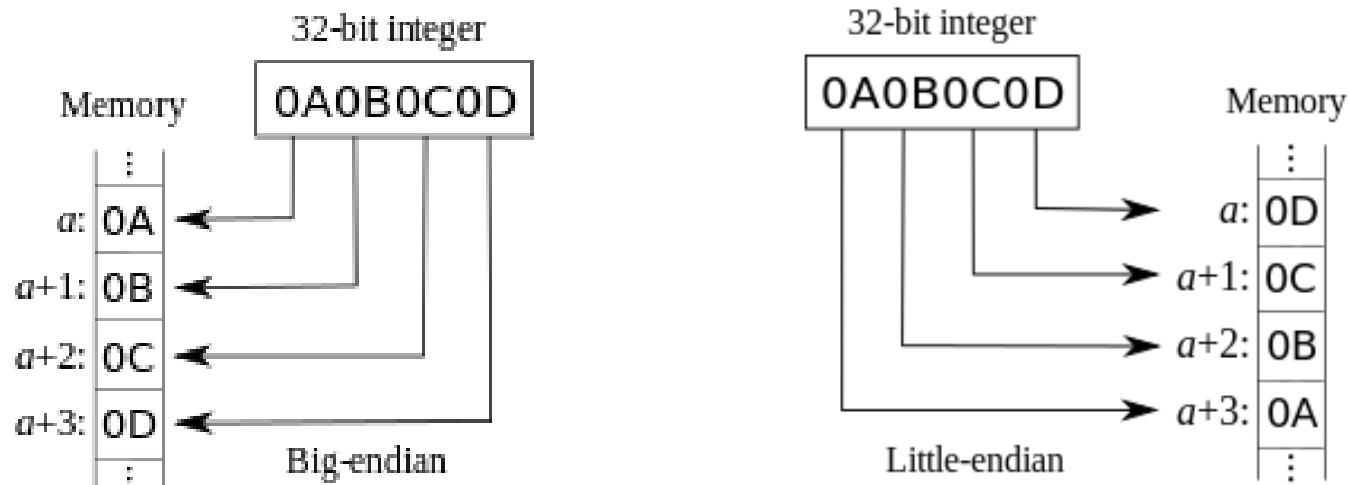 32-bit integer
0A0B0C0D
Memory
a: 0A
a+1: 0B
a+2: 0C
a+3: 0D
Big-endian
32-bit integer
0A0B0C0D
Memory
a: 0D
a+1: 0C
a+2: 0B
a+3: 0A
Little-endian